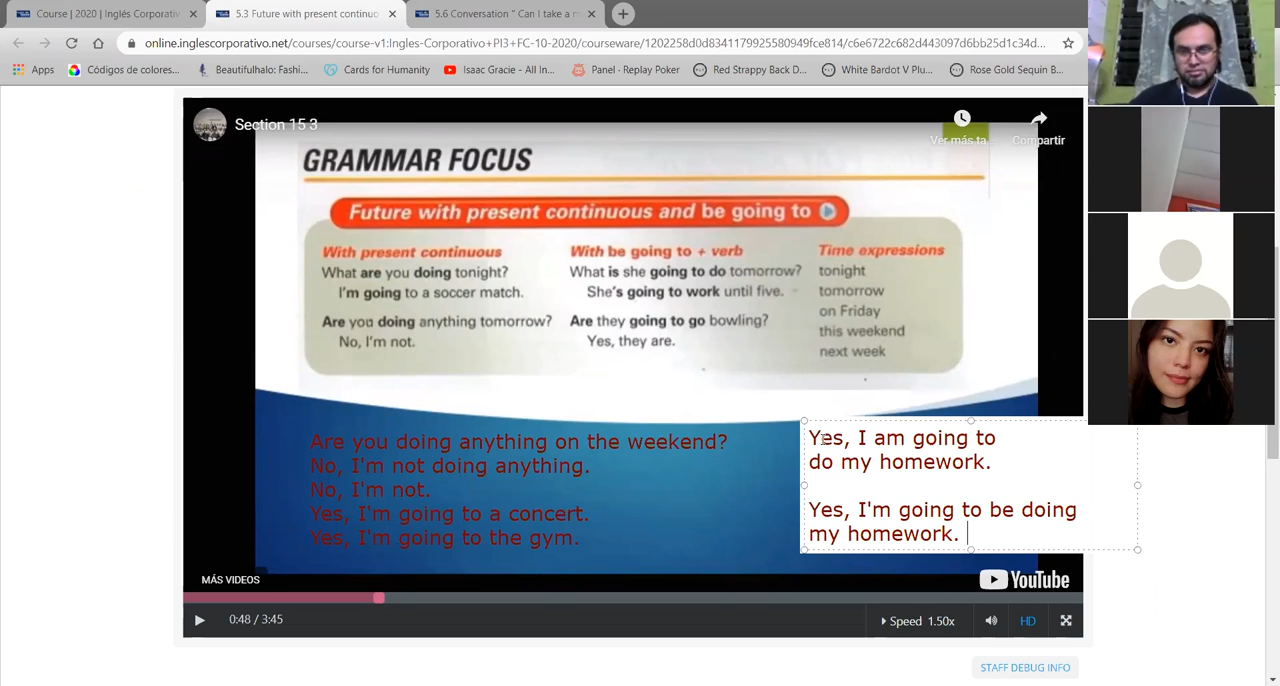 Course | 2020 | Inglés Corporativ
5.3 Future with present continuo
5.6 Conversation " Can I take a m
online.inglescorporativo.net/courses/course-v1:Ingles-Corporativo+PI3+FC-10-2020/courseware/1202258d0d8341179925580949fce814/c6e6722c682d443097d6bb25d1c34d...
Apps
Códigos de colores...
Beautifulhalo: Fashi...
Cards for Humanity
Isaac Gracie - All In...
Panel · Replay Poker
Red Strappy Back D...
White Bardot V Plu...
Rose Gold Sequin B...
Section 15 3
Ver más ta...
Compartir
GRAMMAR FOCUS
Future with present continuous and be going to
With present continuous
What are you doing tonight?
I'm going to a soccer match.
Are you doing anything tomorrow?
No, I'm not.
With be going to + verb
What is she going to do tomorrow?
She's going to work until five.
Are they going to go bowling?
Yes, they are.
Time expressions
tonight
tomorrow
on Friday
this weekend
next week
Are you doing anything on the weekend?
No, I'm not doing anything.
No, I'm not.
Yes, I'm going to a concert.
Yes, I'm going to the gym.
Yes, I am going to
do my homework.
Yes, I'm going to be doing
my homework.
MÁS VIDEOS
YouTube
0:48 / 3:45
Speed 1.50x
HD
STAFF DEBUG INFO